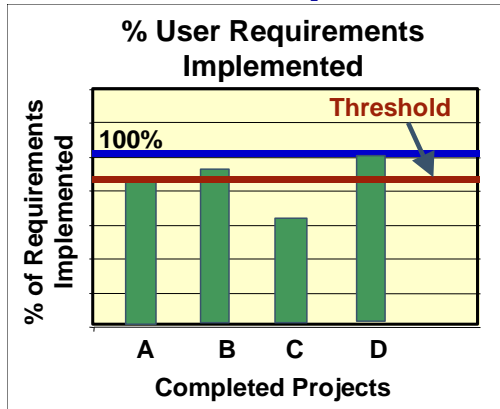 % User Requirements
Implemented
Threshold
100%
% of Requirements
Implemented
A B C D
Completed Projects